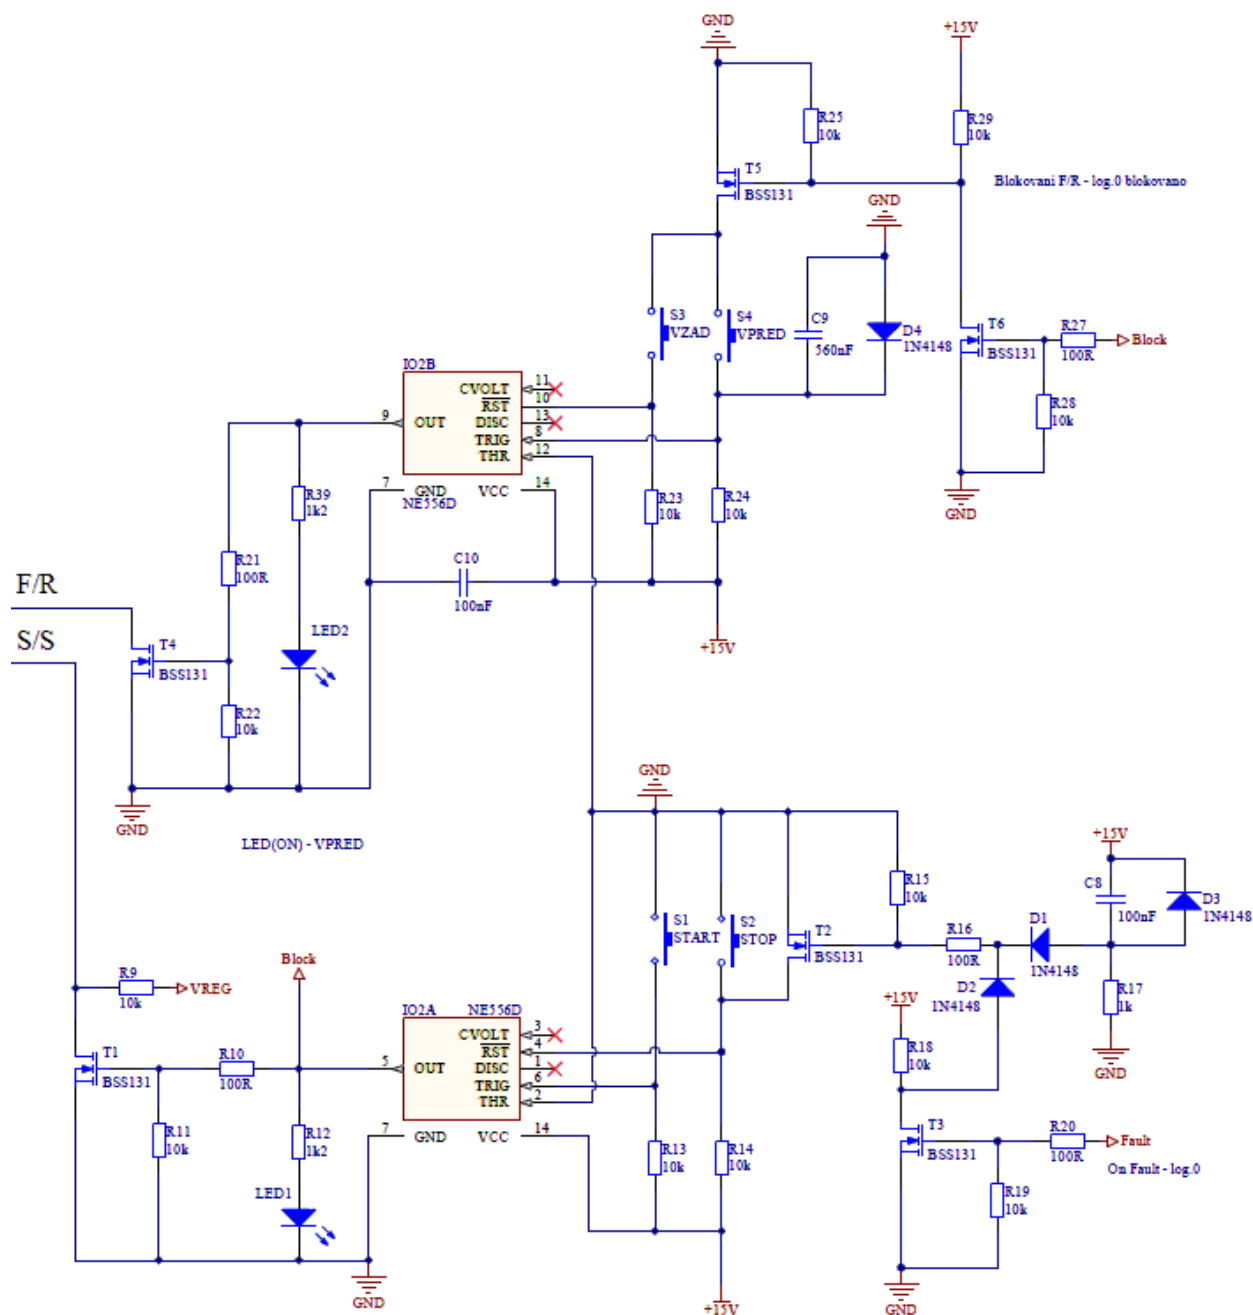 GND
+15V
R25
10k
R29
10k
T5
BSS131
Blokovani F/R - log.0 blokovano
GND
S3
VZAD
S4
VPRED
C9
560nF
D4
1N4148
T6
BSS131
R27
100R
Block
R28
10k
GND
IO2B
CVOLT 11
RST 10
DISC 13
TRIG 8
THR 12
OUT 9
7 GND
VCC 14
NE556D
R39
1k2
R23
10k
R24
10k
R21
100R
C10
100nF
F/R
S/S
T4
BSS131
LED2
+15V
R22
10k
GND
LED(ON) - VPRED
GND
R15
10k
+15V
C8
100nF
D3
1N4148
S1
START
S2
STOP
T2
BSS131
R16
100R
D1
1N4148
D2
1N4148
R17
1k
GND
Block
R9
10k
VREG
IO2A
NE556D
CVOLT 3
RST 4
DISC 1
TRIG 6
THR 2
OUT 5
7 GND
VCC 14
+15V
R18
10k
T1
BSS131
R10
100R
R11
10k
R12
1k2
LED1
R13
10k
R14
10k
T3
BSS131
R20
100R
Fault
On Fault - log.0
R19
10k
GND
+15V
GND